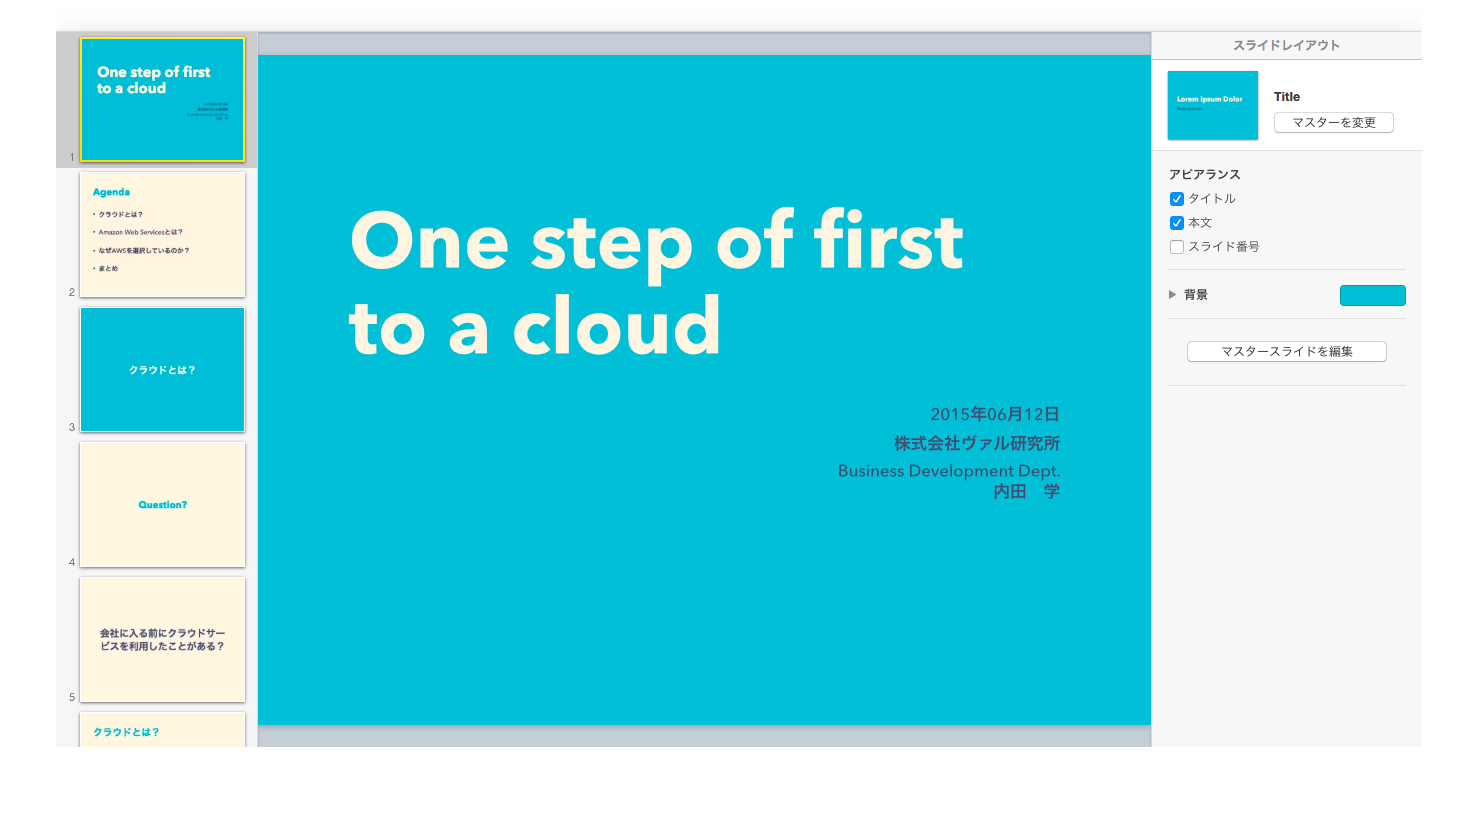 One step of first
to a cloud
1
Agenda
• クラウドとは？
• Amazon Web Servicesとは？
• なぜAWSを選択しているのか？
• まとめ
2
クラウドとは？
3
Question?
4
会社に入る前にクラウドサー
ビスを利用したことがある？
5
クラウドとは？
One step of first
to a cloud
2015年06月12日
株式会社ヴァル研究所
Business Development Dept.
内田　学
スライドレイアウト
Lorem Ipsum Dolor
Title
マスターを変更
アピアランス
タイトル
本文
スライド番号
背景
マスタースライドを編集